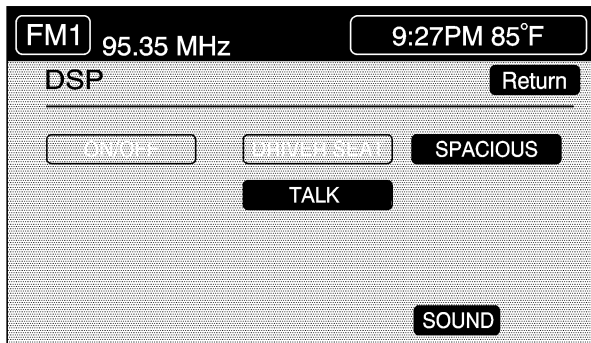 FM1 95.35 MHz 9:27PM 85°F
DSP Return
ON/OFF DRIVER SEAT SPACIOUS
TALK
SOUND